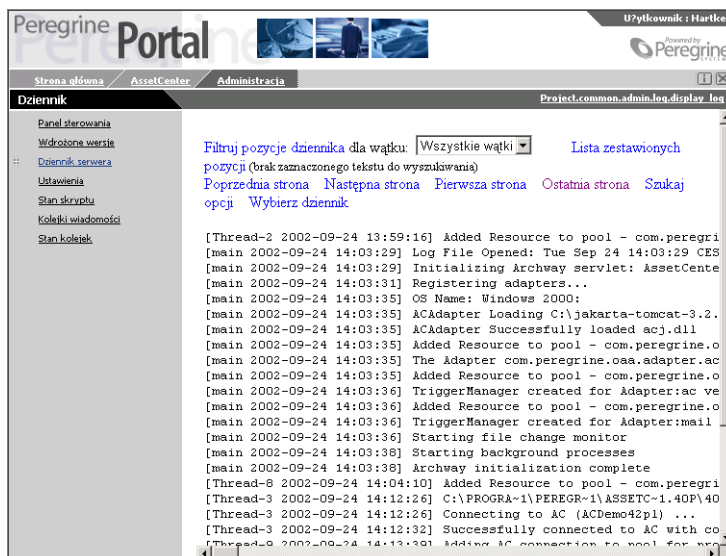 Peregrine Portal
U?ytkownik : Hartke
Powered by
Peregrine
SYSTEMS
Strona główna AssetCenter Administracja
Dziennik Project.common.admin.log.display_log
Panel sterowania
Wdrożone wersje
Dziennik serwera
Ustawienia
Stan skryptu
Kolejki wiadomości
Stan kolejek
Filtruj pozycje dziennika dla wątku: Wszystkie wątki Lista zestawionych
pozycji (brak zaznaczonego tekstu do wyszukiwania)
Poprzednia strona Następna strona Pierwsza strona Ostatnia strona Szukaj
opcji Wybierz dziennik
[Thread-2 2002-09-24 13:59:16] Added Resource to pool - com.peregri
[main 2002-09-24 14:03:29] Log File Opened: Tue Sep 24 14:03:29 CES
[main 2002-09-24 14:03:29] Initializing Archway servlet: AssetCente
[main 2002-09-24 14:03:31] Registering adapters...
[main 2002-09-24 14:03:35] OS Name: Windows 2000:
[main 2002-09-24 14:03:35] ACAdapter Loading C:\jakarta-tomcat-3.2.
[main 2002-09-24 14:03:35] ACAdapter Successfully loaded acj.dll
[main 2002-09-24 14:03:35] Added Resource to pool - com.peregrine.o
[main 2002-09-24 14:03:35] The Adapter com.peregrine.oaa.adapter.ac
[main 2002-09-24 14:03:35] Added Resource to pool - com.peregrine.o
[main 2002-09-24 14:03:36] TriggerManager created for Adapter:ac ve
[main 2002-09-24 14:03:36] Added Resource to pool - com.peregrine.o
[main 2002-09-24 14:03:36] TriggerManager created for Adapter:mail
[main 2002-09-24 14:03:36] Starting file change monitor
[main 2002-09-24 14:03:38] Starting background processes
[main 2002-09-24 14:03:38] Archway initialization complete
[Thread-8 2002-09-24 14:04:10] Added Resource to pool - com.peregri
[Thread-3 2002-09-24 14:12:26] C:\PROGRA~1\PEREGR~1\ASSETC~1.40P\40
[Thread-3 2002-09-24 14:12:26] Connecting to AC (ACDemo42pl) ...
[Thread-3 2002-09-24 14:12:32] Successfully connected to AC with co
[Thread-9 2002-09-24 14:13:39] Adding AC connection to pool for pro